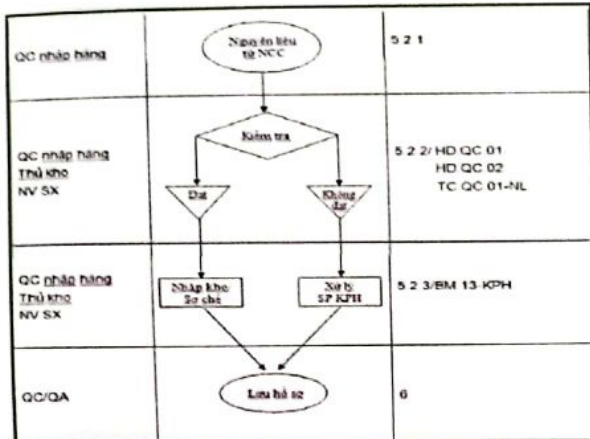 QC nhập hàng
Nguyên liệu
từ NCC
5.2.1
QC nhập hàng
Thủ kho
NV SX
Kiểm tra
Đạt
Không
đạt
5.2.2/ HD QC 01
HD QC 02
TC QC 01-NL
QC nhập hàng
Thủ kho
NV SX
Nhập kho
Sơ chế
Xử lý
SP KPH
5.2.3/BM 13-KPH
QC/QA
Lưu hồ sơ
6